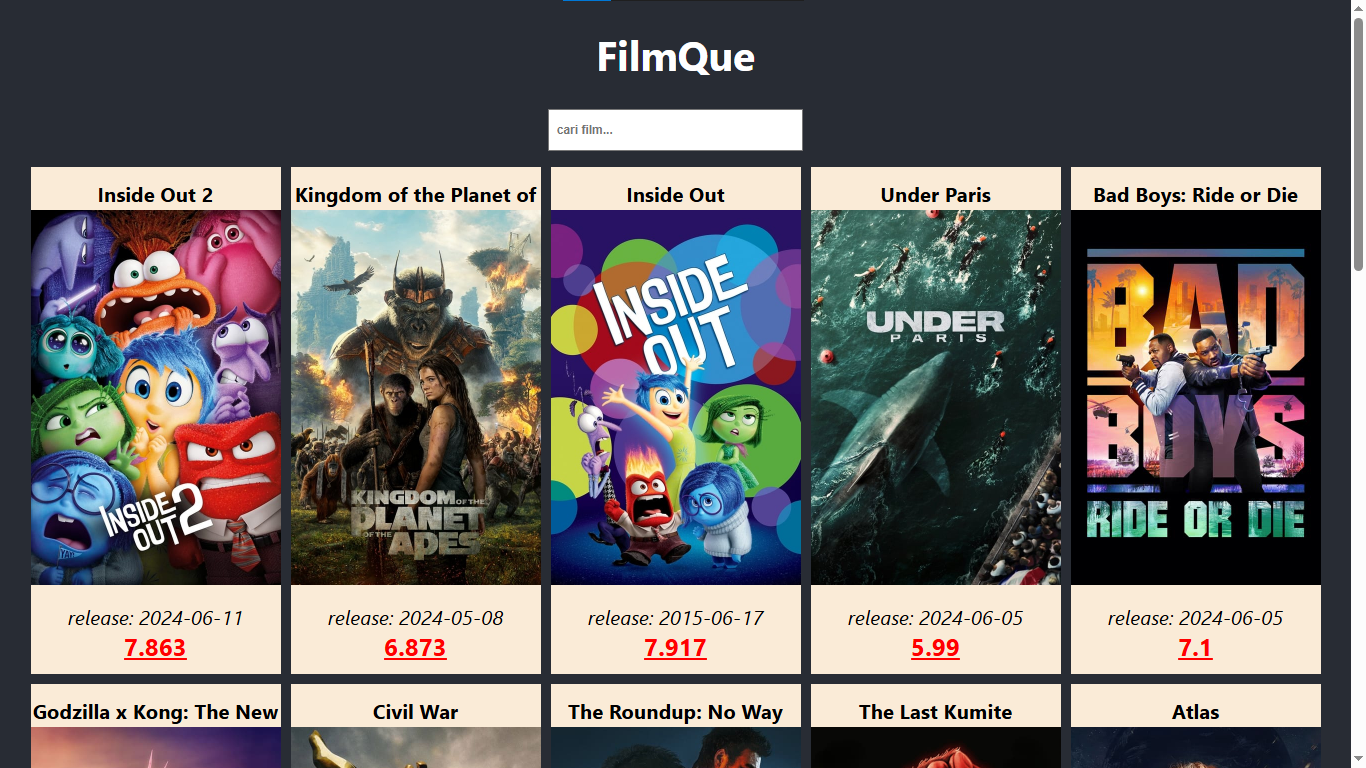 FilmQue
cari film...
Inside Out 2
Kingdom of the Planet of
Inside Out
Under Paris
Bad Boys: Ride or Die
INSIDE
OUT 2
KINGDOM OF THE
PLANET
OF THE APES
INSIDE
OUT
UNDER
PARIS
BAD
BOYS
RIDE OR DIE
release: 2024-06-11
7.863
release: 2024-05-08
6.873
release: 2015-06-17
7.917
release: 2024-06-05
5.99
release: 2024-06-05
7.1
Godzilla x Kong: The New
Civil War
The Roundup: No Way
The Last Kumite
Atlas